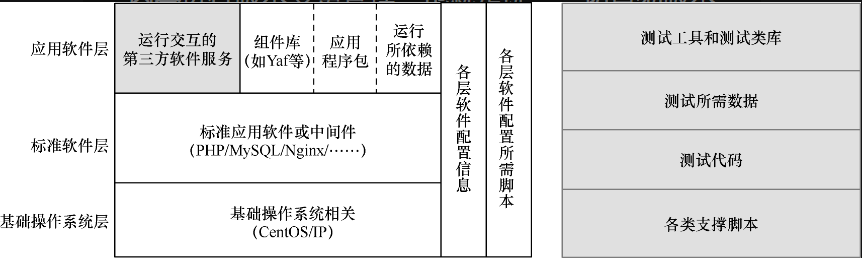 应用软件层
运行交互的
第三方软件服务
组件库
(如Yaf等)
应用
程序包
运行
所依赖
的数据
标准软件层
标准应用软件或中间件
(PHP/MySQL/Nginx/……)
基础操作系统层
基础操作系统相关
(CentOS/IP)
各层软件配置信息
各层软件配置所需脚本
测试工具和测试类库
测试所需数据
测试代码
各类支撑脚本